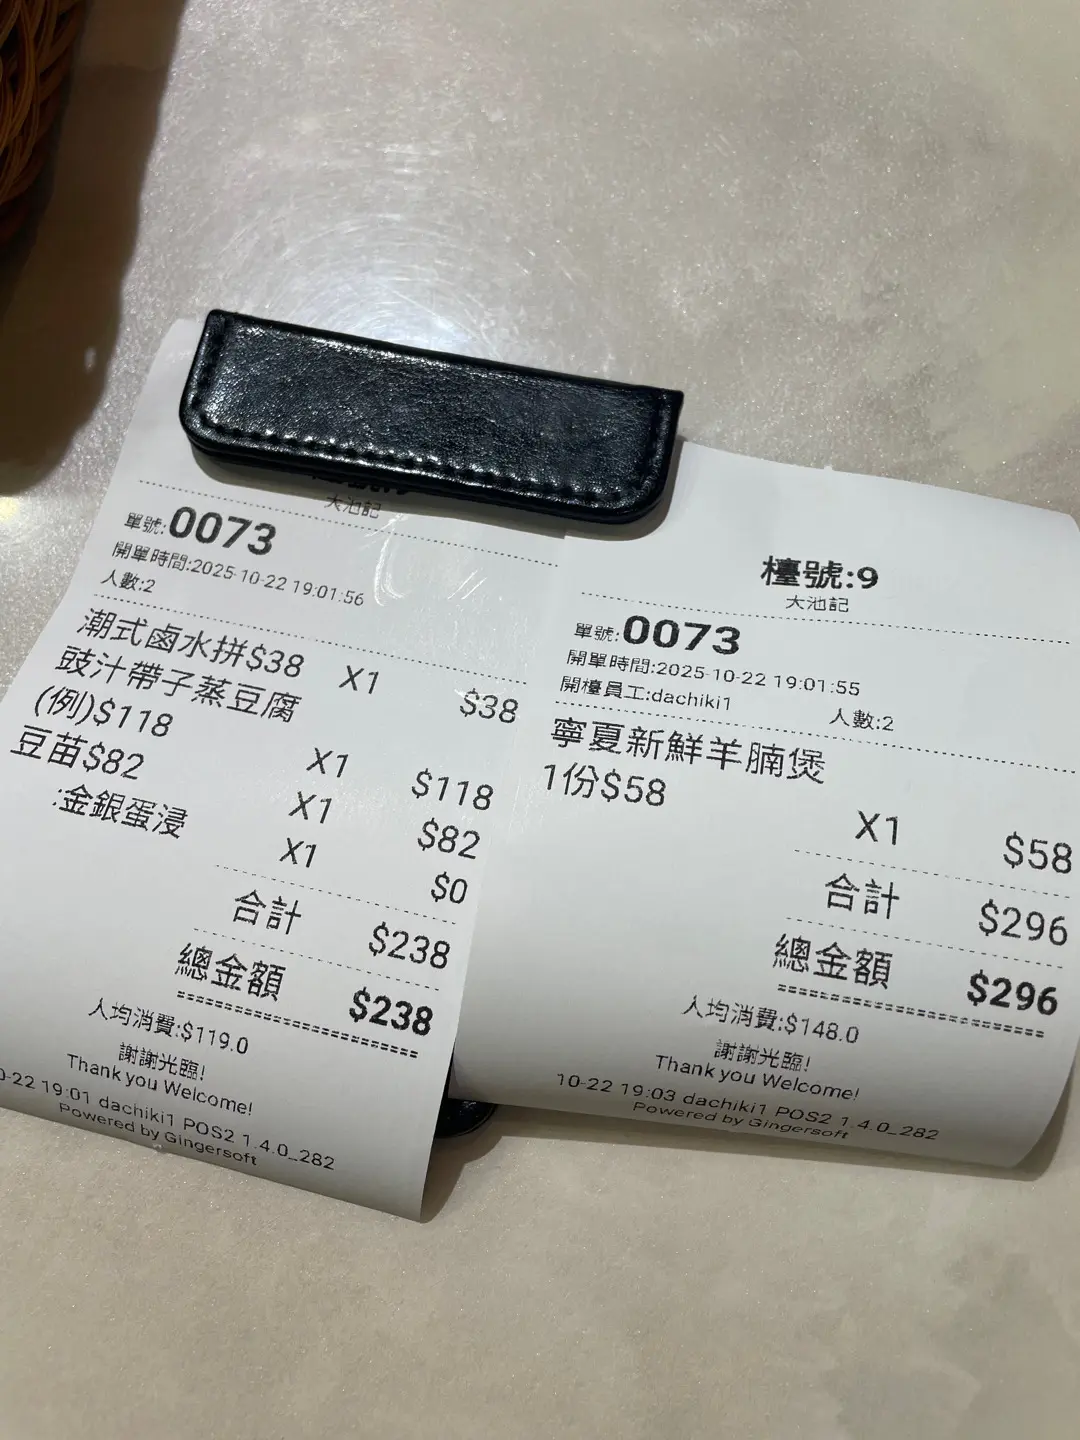 大池記
單號:0073
開單時間:2025-10-22 19:01:56
人數:2
潮式鹵水拼$38 X1 $38
豉汁帶子蒸豆腐
(例)$118 X1 $118
豆苗$82 X1 $82
:金銀蛋浸 X1 $0
合計 $238
總金額 $238
人均消費:$119.0
謝謝光臨!
Thank you Welcome!
0-22 19:01 dachiki1 POS2 1.4.0_282
Powered by Gingersoft
檯號:9
大池記
單號:0073
開單時間:2025-10-22 19:01:55
開檯員工:dachiki1 人數:2
寧夏新鮮羊腩煲
1份$58 X1 $58
合計 $296
總金額 $296
人均消費:$148.0
謝謝光臨!
Thank you Welcome!
10-22 19:03 dachiki1 POS2 1.4.0_282
Powered by Gingersoft